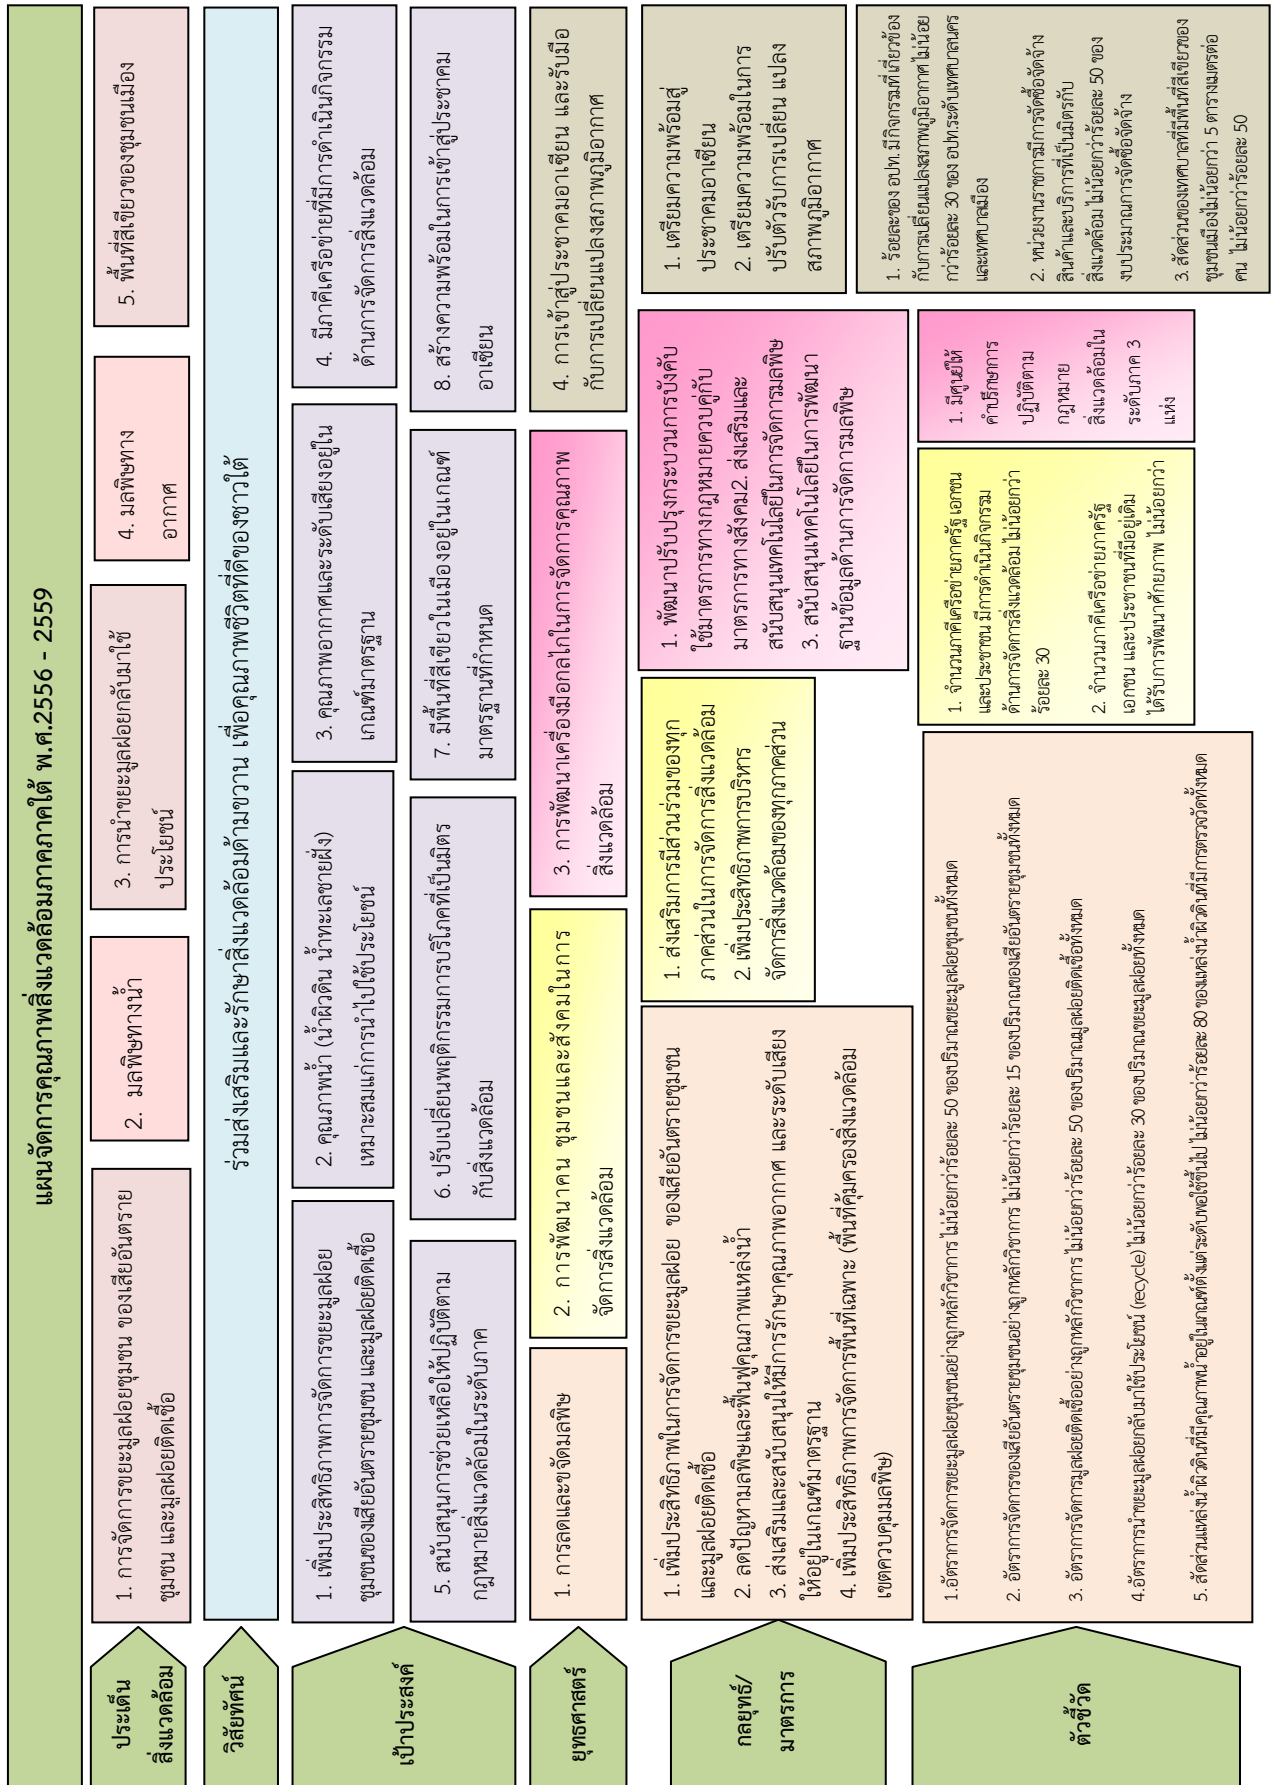 แผนจัดการคุณภาพสิ่งแวดล้อมภาคภาคใต้ พ.ศ.2556 - 2559
ประเด็น
สิ่งแวดล้อม
1. การจัดการขยะมูลฝอยชุมชน ของเสียอันตราย
ชุมชน และมูลฝอยติดเชื้อ
2. มลพิษทางน้ำ
3. การนำขยะมูลฝอยกลับมาใช้
ประโยชน์
4. มลพิษทาง
อากาศ
5. พื้นที่สีเขียวของชุมชนเมือง
วิสัยทัศน์
ร่วมส่งเสริมและรักษาสิ่งแวดล้อมด้ามขวาน เพื่อคุณภาพชีวิตที่ดีของชาวใต้
เป้าประสงค์
1. เพิ่มประสิทธิภาพการจัดการขยะมูลฝอย
ชุมชนของเสียอันตรายชุมชน และมูลฝอยติดเชื้อ
2. คุณภาพน้ำ (น้ำผิวดิน น้ำทะเลชายฝั่ง)
เหมาะสมแก่การนำไปใช้ประโยชน์
3. คุณภาพอากาศและระดับเสียงอยู่ใน
เกณฑ์มาตรฐาน
4. มีภาคีเครือข่ายที่มีการดำเนินกิจกรรม
ด้านการจัดการสิ่งแวดล้อม
5. สนับสนุนการช่วยเหลือให้ปฏิบัติตาม
กฎหมายสิ่งแวดล้อมในระดับภาค
6. ปรับเปลี่ยนพฤติกรรมการบริโภคที่เป็นมิตร
กับสิ่งแวดล้อม
7. มีพื้นที่สีเขียวในเมืองอยู่ในเกณฑ์
มาตรฐานที่กำหนด
8. สร้างความพร้อมในการเข้าสู่ประชาคม
อาเซียน
ยุทธศาสตร์
1. การลดและขจัดมลพิษ
2. การพัฒนาคน ชุมชนและสังคมในการ
จัดการสิ่งแวดล้อม
3. การพัฒนาเครื่องมือกลไกในการจัดการคุณภาพ
สิ่งแวดล้อม
4. การเข้าสู่ประชาคมอาเซียน และรับมือ
กับการเปลี่ยนแปลงสภาพภูมิอากาศ
กลยุทธ์/
มาตรการ
1. เพิ่มประสิทธิภาพในการจัดการขยะมูลฝอย ของเสียอันตรายชุมชน
และมูลฝอยติดเชื้อ
2. ลดปัญหามลพิษและฟื้นฟูคุณภาพแหล่งน้ำ
3. ส่งเสริมและสนับสนุนให้มีการรักษาคุณภาพอากาศ และระดับเสียง
ให้อยู่ในเกณฑ์มาตรฐาน
4. เพิ่มประสิทธิภาพการจัดการพื้นที่เฉพาะ (พื้นที่คุ้มครองสิ่งแวดล้อม
เขตควบคุมมลพิษ)
1. ส่งเสริมการมีส่วนร่วมของทุก
ภาคส่วนในการจัดการสิ่งแวดล้อม
2. เพิ่มประสิทธิภาพการบริหาร
จัดการสิ่งแวดล้อมของทุกภาคส่วน
1. พัฒนาปรับปรุงกระบวนการบังคับ
ใช้มาตรการทางกฎหมายควบคู่กับ
มาตรการทางสังคม2. ส่งเสริมและ
สนับสนุนเทคโนโลยีในการจัดการมลพิษ
3. สนับสนุนเทคโนโลยีในการพัฒนา
ฐานข้อมูลด้านการจัดการมลพิษ
1. เตรียมความพร้อมสู่
ประชาคมอาเซียน
2. เตรียมความพร้อมในการ
ปรับตัวรับการเปลี่ยน แปลง
สภาพภูมิอากาศ
ตัวชี้วัด
1.อัตราการจัดการขยะมูลฝอยชุมชนอย่างถูกหลักวิชาการ ไม่น้อยกว่าร้อยละ 50 ของปริมาณขยะมูลฝอยชุมชนทั้งหมด
2. อัตราการจัดการของเสียอันตรายชุมชนอย่างถูกหลักวิชาการ ไม่น้อยกว่าร้อยละ 15 ของปริมาณของเสียอันตรายชุมชนทั้งหมด
3. อัตราการจัดการมูลฝอยติดเชื้ออย่างถูกหลักวิชาการ ไม่น้อยกว่าร้อยละ 50 ของปริมาณมูลฝอยติดเชื้อทั้งหมด
4.อัตราการนำขยะมูลฝอยกลับมาใช้ประโยชน์ (recycle) ไม่น้อยกว่าร้อยละ 30 ของปริมาณขยะมูลฝอยทั้งหมด
5. สัดส่วนแหล่งน้ำผิวดินที่มีคุณภาพน้ำอยู่ในเกณฑ์ตั้งแต่ระดับพอใช้ขึ้นไป ไม่น้อยกว่าร้อยละ 80 ของแหล่งน้ำผิวดินที่มีการตรวจวัดทั้งหมด
1. จำนวนภาคีเครือข่ายภาครัฐ เอกชน
และประชาชน มีการดำเนินกิจกรรม
ด้านการจัดการสิ่งแวดล้อม ไม่น้อยกว่า
ร้อยละ 30
2. จำนวนภาคีเครือข่ายภาครัฐ
เอกชน และประชาชนที่มีอยู่เดิม
ได้รับการพัฒนาศักยภาพ ไม่น้อยกว่า
1. มีศูนย์ให้
คำปรึกษาการ
ปฏิบัติตาม
กฎหมาย
สิ่งแวดล้อมใน
ระดับภาค 3
แห่ง
1. ร้อยละของ อปท. มีกิจกรรมที่เกี่ยวข้อง
กับการเปลี่ยนแปลงสภาพภูมิอากาศ ไม่น้อย
กว่าร้อยละ 30 ของ อปท.ระดับเทศบาลนคร
และเทศบาลเมือง
2. หน่วยงานราชการมีการจัดซื้อจัดจ้าง
สินค้าและบริการที่เป็นมิตรกับ
สิ่งแวดล้อม ไม่น้อยกว่าร้อยละ 50 ของ
งบประมาณการจัดซื้อจัดจ้าง
3. สัดส่วนของเทศบาลที่มีพื้นที่สีเขียวของ
ชุมชนเมืองไม่น้อยกว่า 5 ตารางเมตรต่อ
คน ไม่น้อยกว่าร้อยละ 50